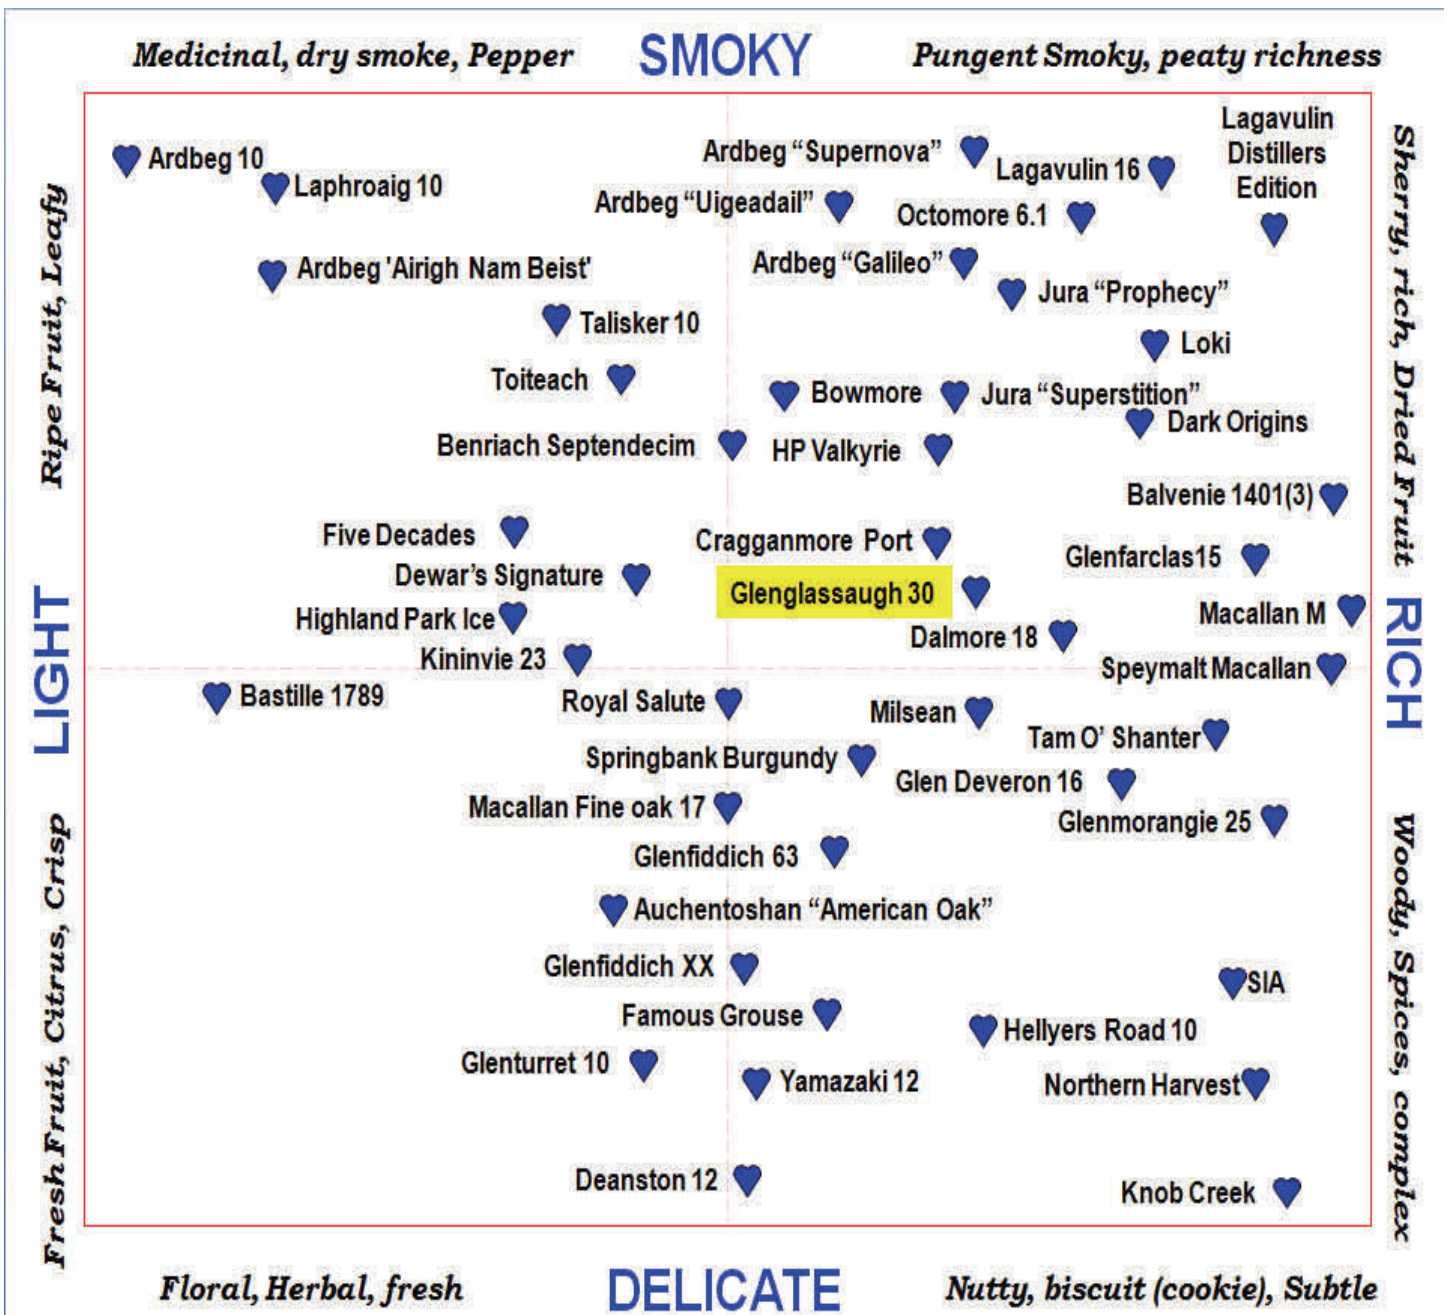 Medicinal, dry smoke, Pepper
SMOKY
Pungent Smoky, peaty richness
Ripe Fruit, Leafy
LIGHT
Fresh Fruit, Citrus, Crisp
Sherry, rich, Dried Fruit
RICH
Woody, Spices, complex
Lagavulin
Distillers
Edition
Ardbeg 10
Ardbeg “Supernova”
Lagavulin 16
Laphroaig 10
Ardbeg “Uigeadail”
Octomore 6.1
Ardbeg 'Airigh Nam Beist'
Ardbeg “Galileo”
Jura “Prophecy”
Talisker 10
Loki
Toiteach
Bowmore
Jura “Superstition”
Dark Origins
Benriach Septendecim
HP Valkyrie
Balvenie 1401(3)
Five Decades
Cragganmore Port
Glenfarclas15
Dewar’s Signature
Glenglassaugh 30
Highland Park Ice
Macallan M
Dalmore 18
Kininvie 23
Speymalt Macallan
Bastille 1789
Royal Salute
Milsean
Tam O’ Shanter
Springbank Burgundy
Glen Deveron 16
Macallan Fine oak 17
Glenmorangie 25
Glenfiddich 63
Auchentoshan “American Oak”
Glenfiddich XX
SIA
Famous Grouse
Hellyers Road 10
Glenturret 10
Yamazaki 12
Northern Harvest
Deanston 12
Knob Creek
Floral, Herbal, fresh
DELICATE
Nutty, biscuit (cookie), Subtle